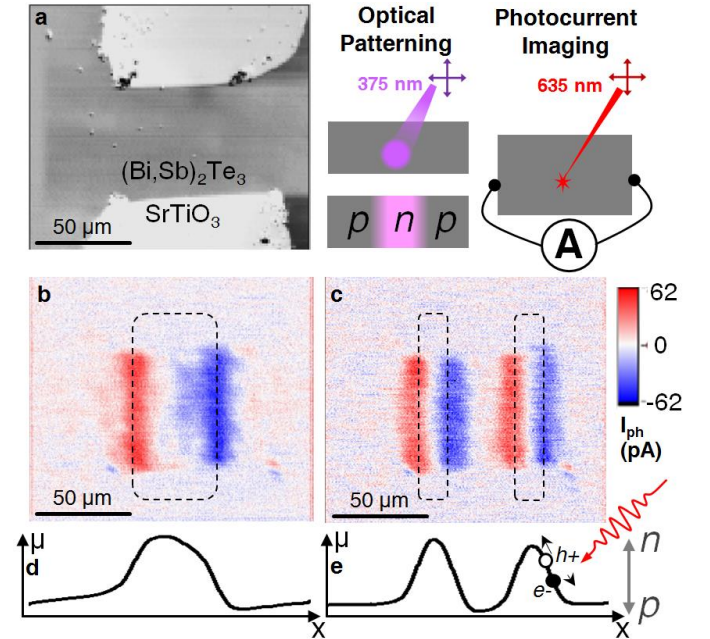 a
(Bi,Sb)₂Te₃
SrTiO₃
50 µm
Optical
Patterning
375 nm
p n p
Photocurrent
Imaging
635 nm
A
b
50 µm
c
50 µm
62
0
-62
Iₚₕ
(pA)
µ
d
x
µ
e
h+
e-
x
n
p